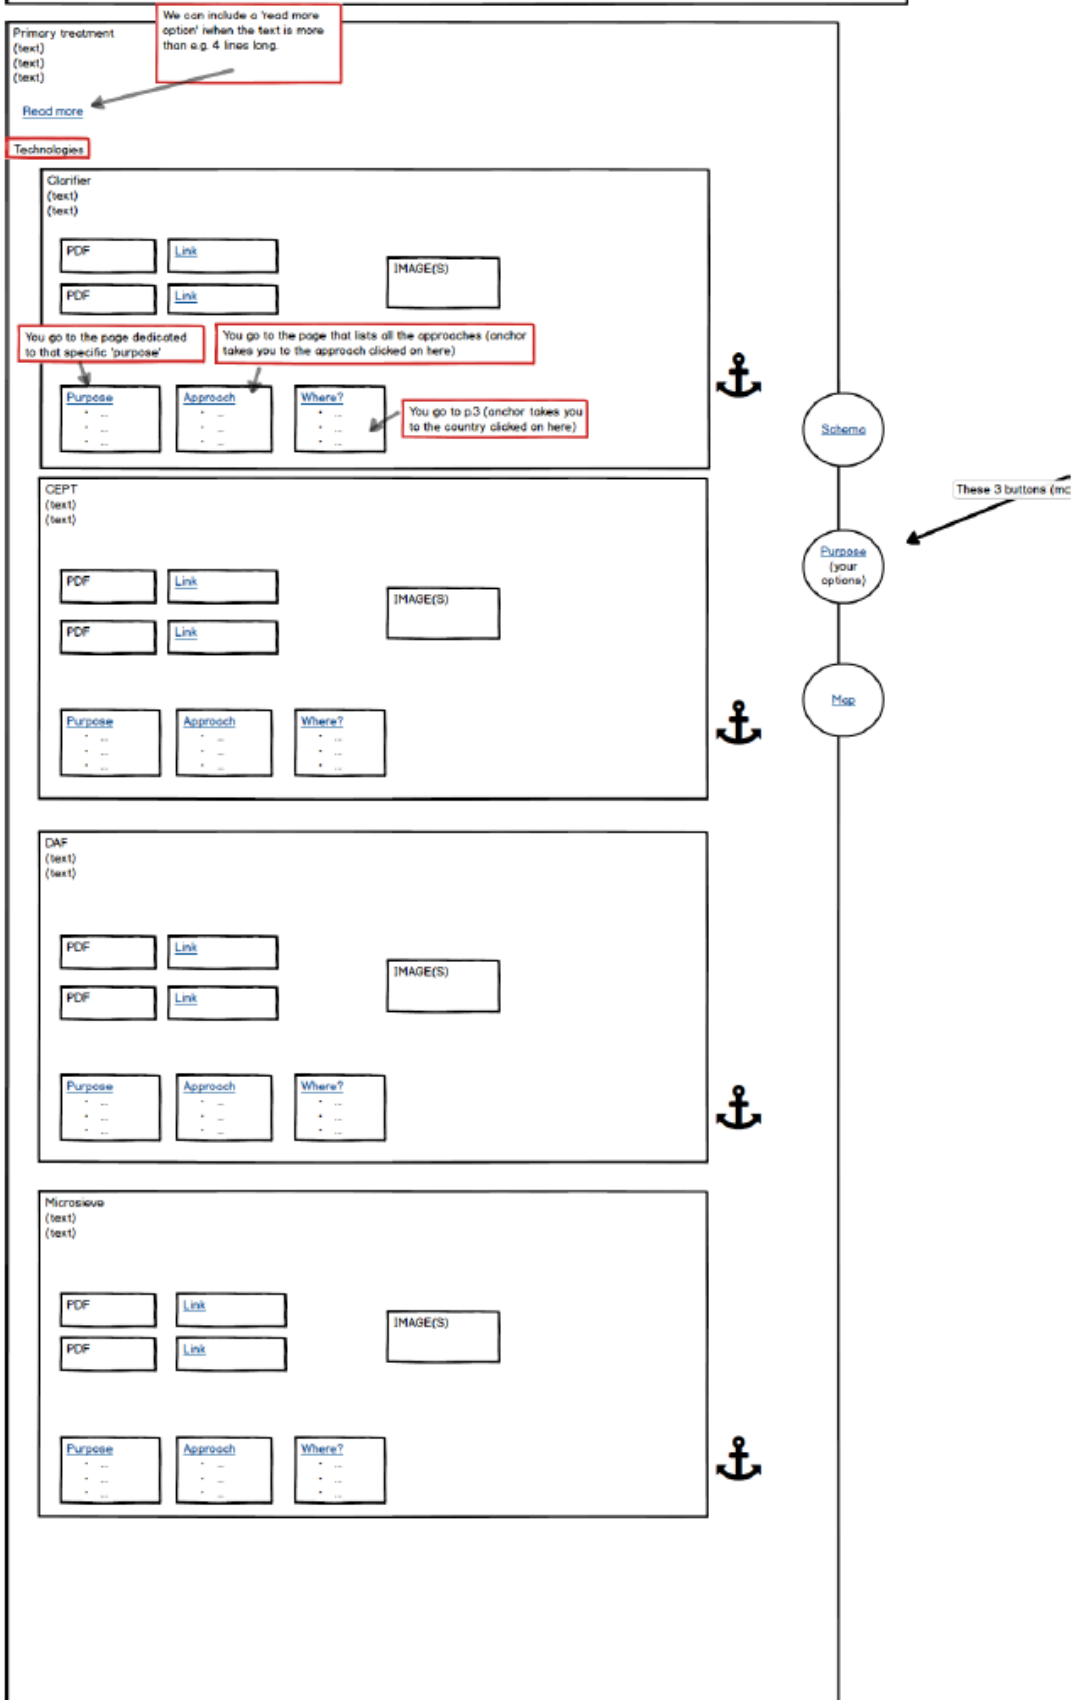 We can include a 'read more
option' iwhen the text is more
than e.g. 4 lines long.
Primary treatment
(text)
(text)
(text)
Read more
Technologies
Clarifier
(text)
(text)
PDF
Link
IMAGE(S)
PDF
Link
You go to the page dedicated
to that specific 'purpose'
You go to the page that lists all the approaches (anchor
takes you to the approach clicked on here)
Purpose
Approach
Where?
You go to p3 (anchor takes you
to the country clicked on here)
Schema
CEPT
(text)
(text)
These 3 buttons (mo
Purpose
(your
options)
PDF
Link
IMAGE(S)
PDF
Link
Map
Purpose
Approach
Where?
DAF
(text)
(text)
PDF
Link
IMAGE(S)
PDF
Link
Purpose
Approach
Where?
Microsieve
(text)
(text)
PDF
Link
IMAGE(S)
PDF
Link
Purpose
Approach
Where?